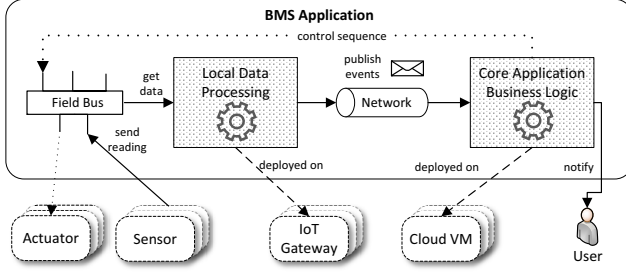 BMS Application
control sequence
publish
events
get
data
Local Data
Processing
Core Application
Business Logic
Field Bus
Network
send
reading
deployed on
deployed on
notify
Actuator
Sensor
IoT
Gateway
Cloud VM
User